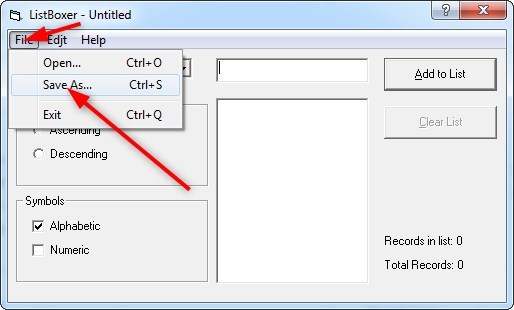 ListBoxer - Untitled
File Edjt Help
Open... Ctrl+O
Save As... Ctrl+S
Exit Ctrl+Q
Add to List
Clear List
Ascending
Descending
Symbols
Alphabetic
Numeric
Records in list: 0
Total Records: 0